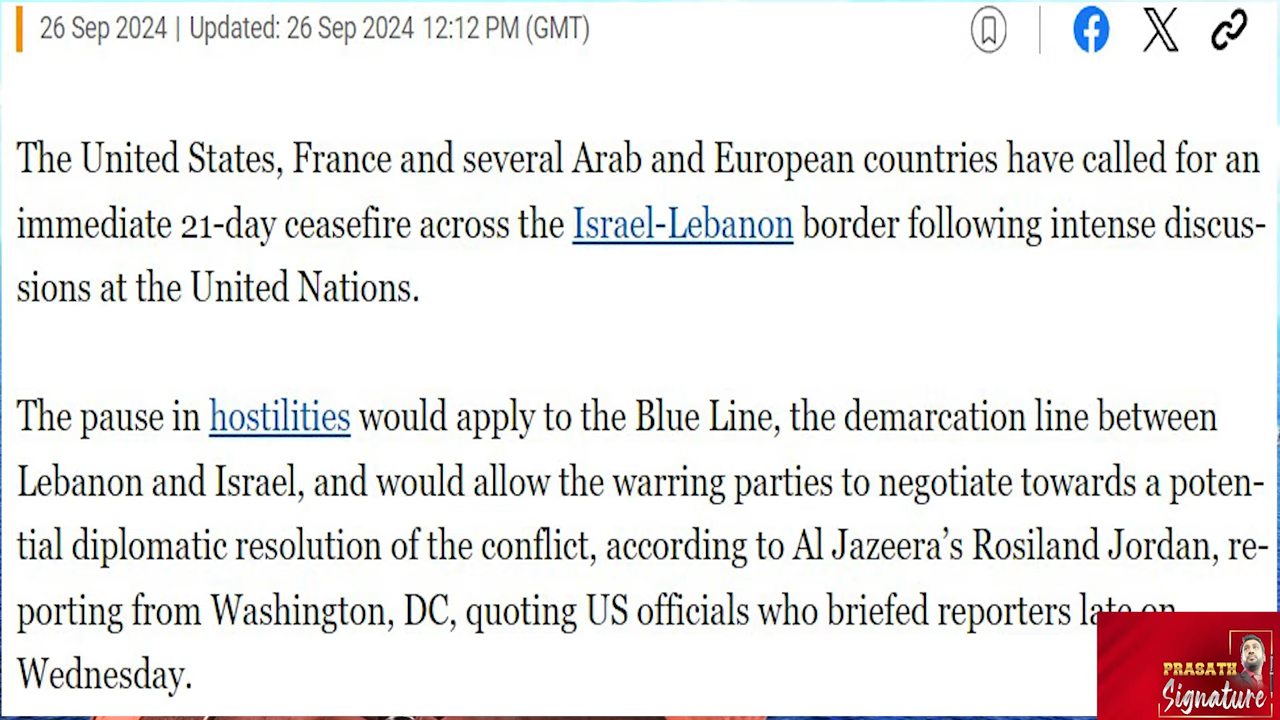 26 Sep 2024 | Updated: 26 Sep 2024 12:12 PM (GMT)
The United States, France and several Arab and European countries have called for an
immediate 21-day ceasefire across the Israel-Lebanon border following intense discus-
sions at the United Nations.
The pause in hostilities would apply to the Blue Line, the demarcation line between
Lebanon and Israel, and would allow the warring parties to negotiate towards a poten-
tial diplomatic resolution of the conflict, according to Al Jazeera's Rosiland Jordan, re-
porting from Washington, DC, quoting US officials who briefed reporters late on
Wednesday.
PRASATH
Signature